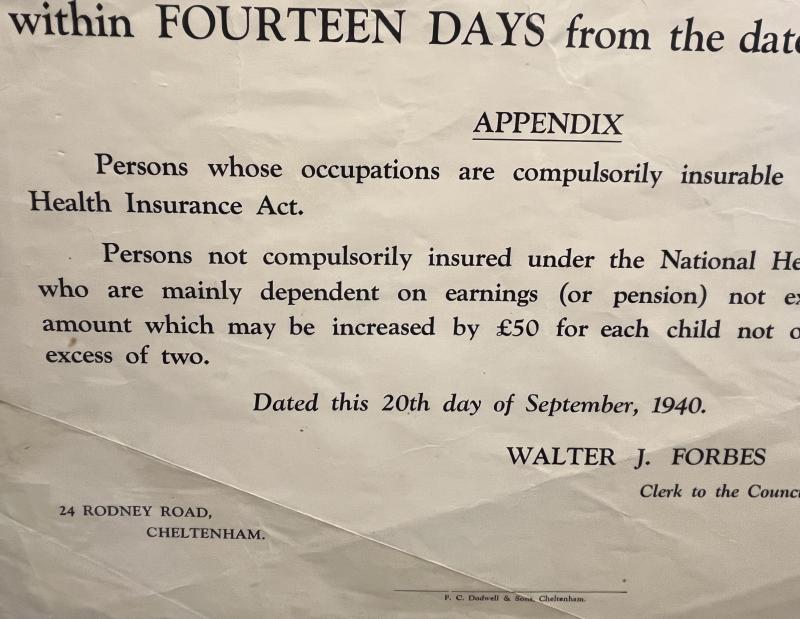 within FOURTEEN DAYS from the date
APPENDIX
Persons whose occupations are compulsorily insurable
Health Insurance Act.
Persons not compulsorily insured under the National He
who are mainly dependent on earnings (or pension) not ex
amount which may be increased by £50 for each child not o
excess of two.
Dated this 20th day of September, 1940.
WALTER J. FORBES
Clerk to the Counci
24 RODNEY ROAD,
CHELTENHAM.
F. C. Dodwell & Sons, Cheltenham.